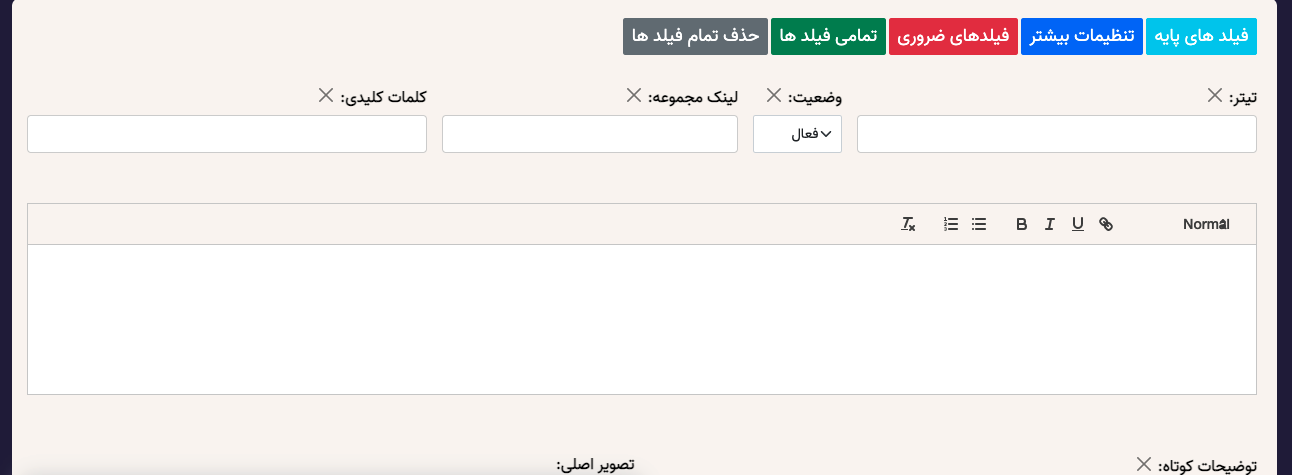 فیلد های پایه تنظیمات بیشتر فیلدهای ضروری تمامی فیلد ها حذف تمام فیلد ها
تیتر: وضعیت: لینک مجموعه: کلمات کلیدی:
فعال
Normal
توضیحات کوتاه: تصویر اصلی: